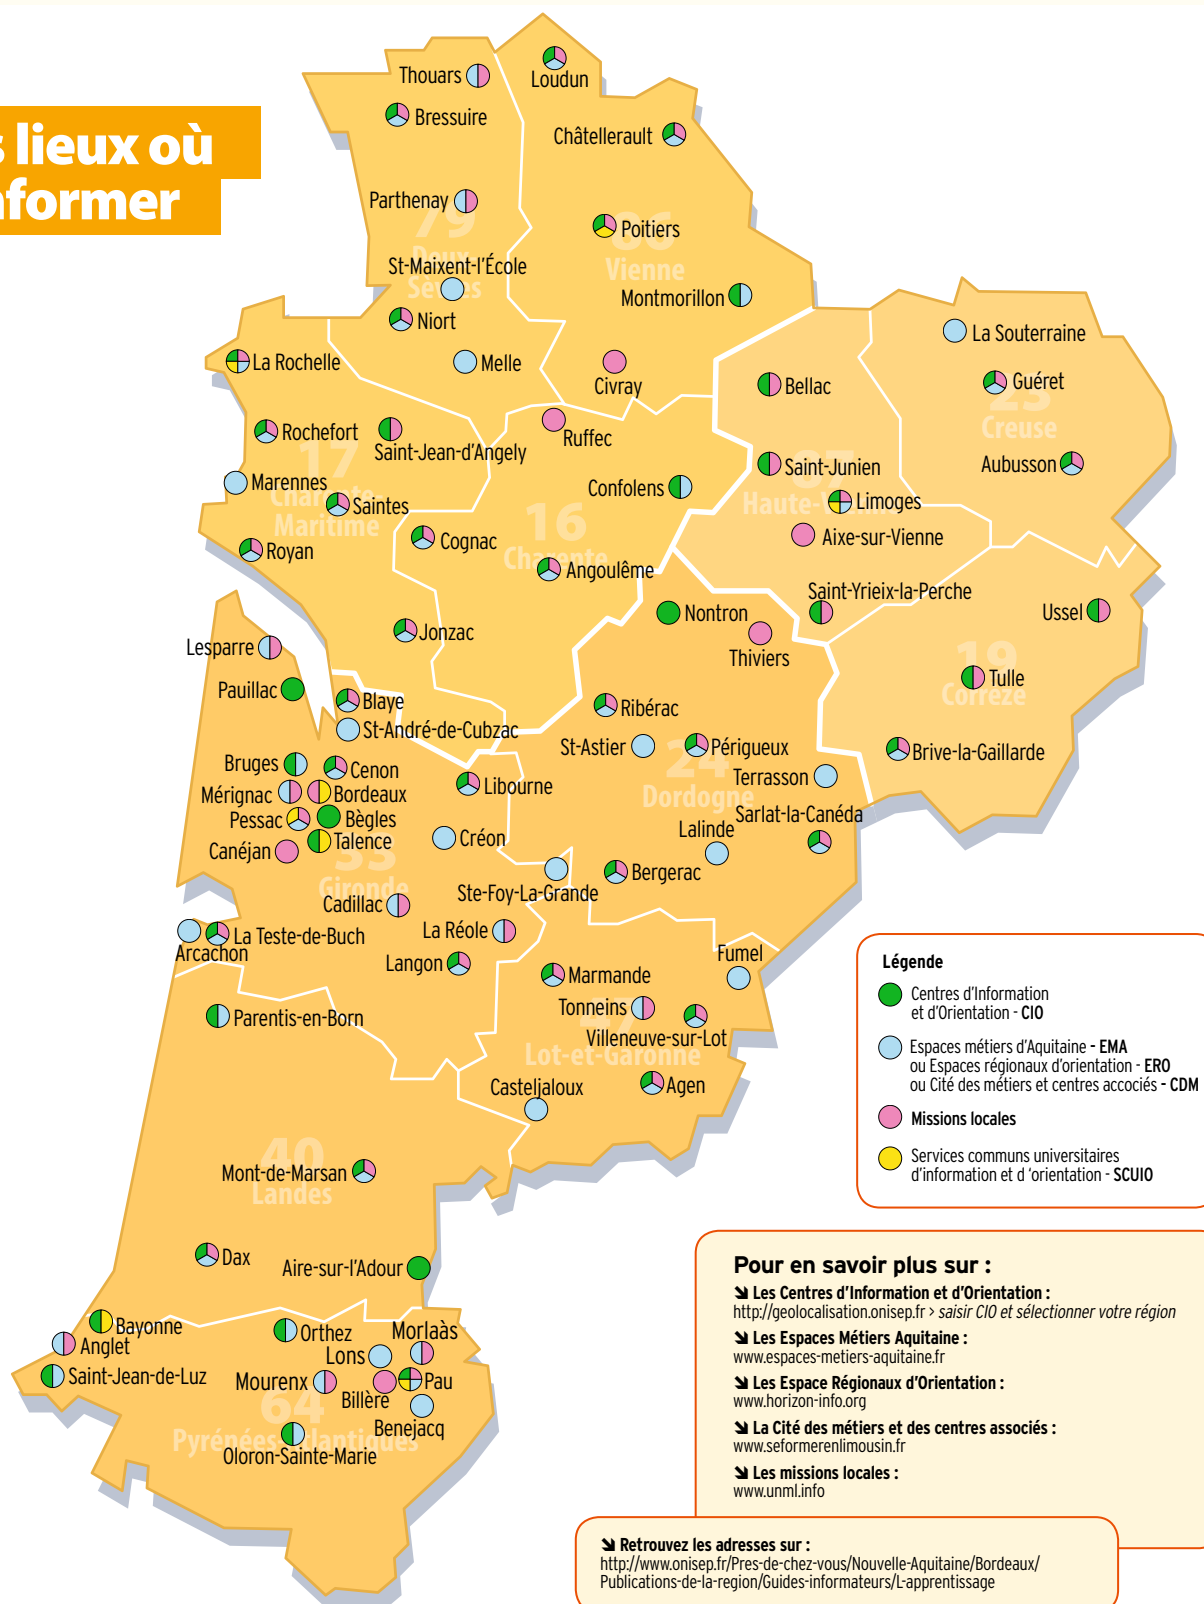 s lieux où
nformer
Thouars
Loudun
Bressuire
Châtellerault
Parthenay
79
Deux-
Sèvres
86
Vienne
Poitiers
St-Maixent-l'École
Montmorillon
Niort
La Souterraine
La Rochelle
Melle
Civray
Bellac
Guéret
23
Creuse
Rochefort
Saint-Jean-d'Angely
Ruffec
Aubusson
17
Charente-
Maritime
Marennes
Confolens
Saint-Junien
87
Haute-Vienne
Saintes
Limoges
16
Charente
Cognac
Aixe-sur-Vienne
Royan
Angoulême
Saint-Yrieix-la-Perche
Nontron
Ussel
Jonzac
Thiviers
Lesparre
19
Corrèze
Tulle
Pauillac
Blaye
Ribérac
St-André-de-Cubzac
St-Astier
Périgueux
Brive-la-Gaillarde
24
Dordogne
Bruges
Cenon
Terrasson
Mérignac
Bordeaux
Libourne
Pessac
Bègles
Sarlat-la-Canéda
Talence
Créon
Lalinde
Canéjan
33
Gironde
Bergerac
Ste-Foy-La-Grande
Cadillac
La Réole
La Teste-de-Buch
Arcachon
Langon
Fumel
Marmande
Parentis-en-Born
Tonneins
47
Lot-et-Garonne
Villeneuve-sur-Lot
Casteljaloux
Agen
40
Landes
Mont-de-Marsan
Dax
Aire-sur-l'Adour
Bayonne
Anglet
Orthez
Morlaàs
Lons
Saint-Jean-de-Luz
Mourenx
Billère
Pau
64
Pyrénées-Atlantiques
Benejacq
Oloron-Sainte-Marie
Légende
Centres d'Information
et d'Orientation - CIO
Espaces métiers d'Aquitaine - EMA
ou Espaces régionaux d'orientation - ERO
ou Cité des métiers et centres accociés - CDM
Missions locales
Services communs universitaires
d'information et d 'orientation - SCUIO
Pour en savoir plus sur :
Les Centres d'Information et d'Orientation :
http://geolocalisation.onisep.fr > saisir CIO et sélectionner votre région
Les Espaces Métiers Aquitaine :
www.espaces-metiers-aquitaine.fr
Les Espace Régionaux d'Orientation :
www.horizon-info.org
La Cité des métiers et des centres associés :
www.seformerenlimousin.fr
Les missions locales :
www.unml.info
Retrouvez les adresses sur :
http://www.onisep.fr/Pres-de-chez-vous/Nouvelle-Aquitaine/Bordeaux/
Publications-de-la-region/Guides-informateurs/L-apprentissage